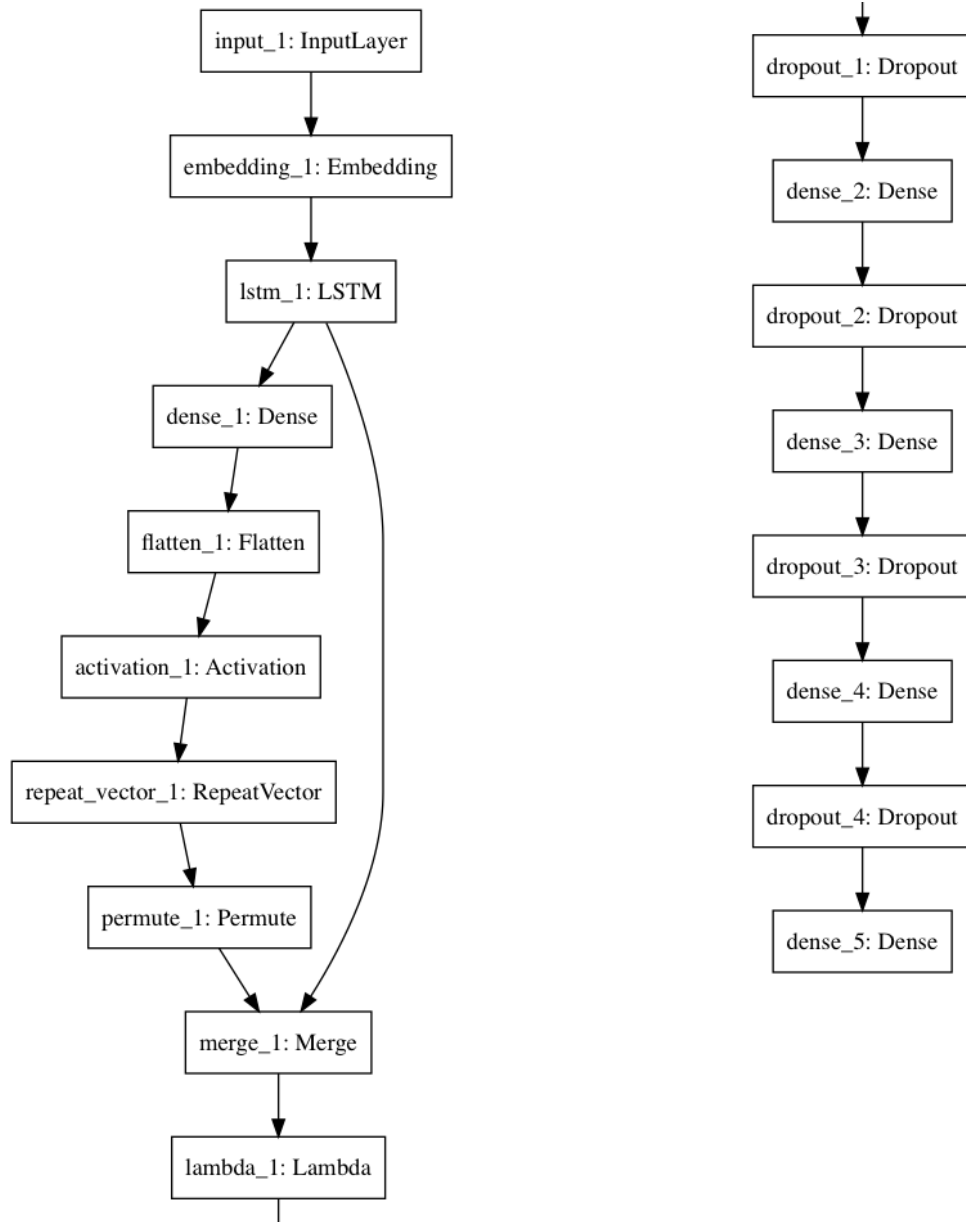 input_1: InputLayer
embedding_1: Embedding
lstm_1: LSTM
dense_1: Dense
flatten_1: Flatten
activation_1: Activation
repeat_vector_1: RepeatVector
permute_1: Permute
merge_1: Merge
lambda_1: Lambda
dropout_1: Dropout
dense_2: Dense
dropout_2: Dropout
dense_3: Dense
dropout_3: Dropout
dense_4: Dense
dropout_4: Dropout
dense_5: Dense